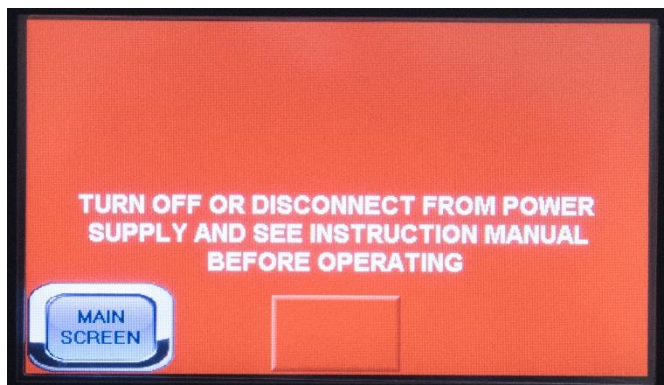 TURN OFF OR DISCONNECT FROM POWER
SUPPLY AND SEE INSTRUCTION MANUAL
BEFORE OPERATING
MAIN
SCREEN